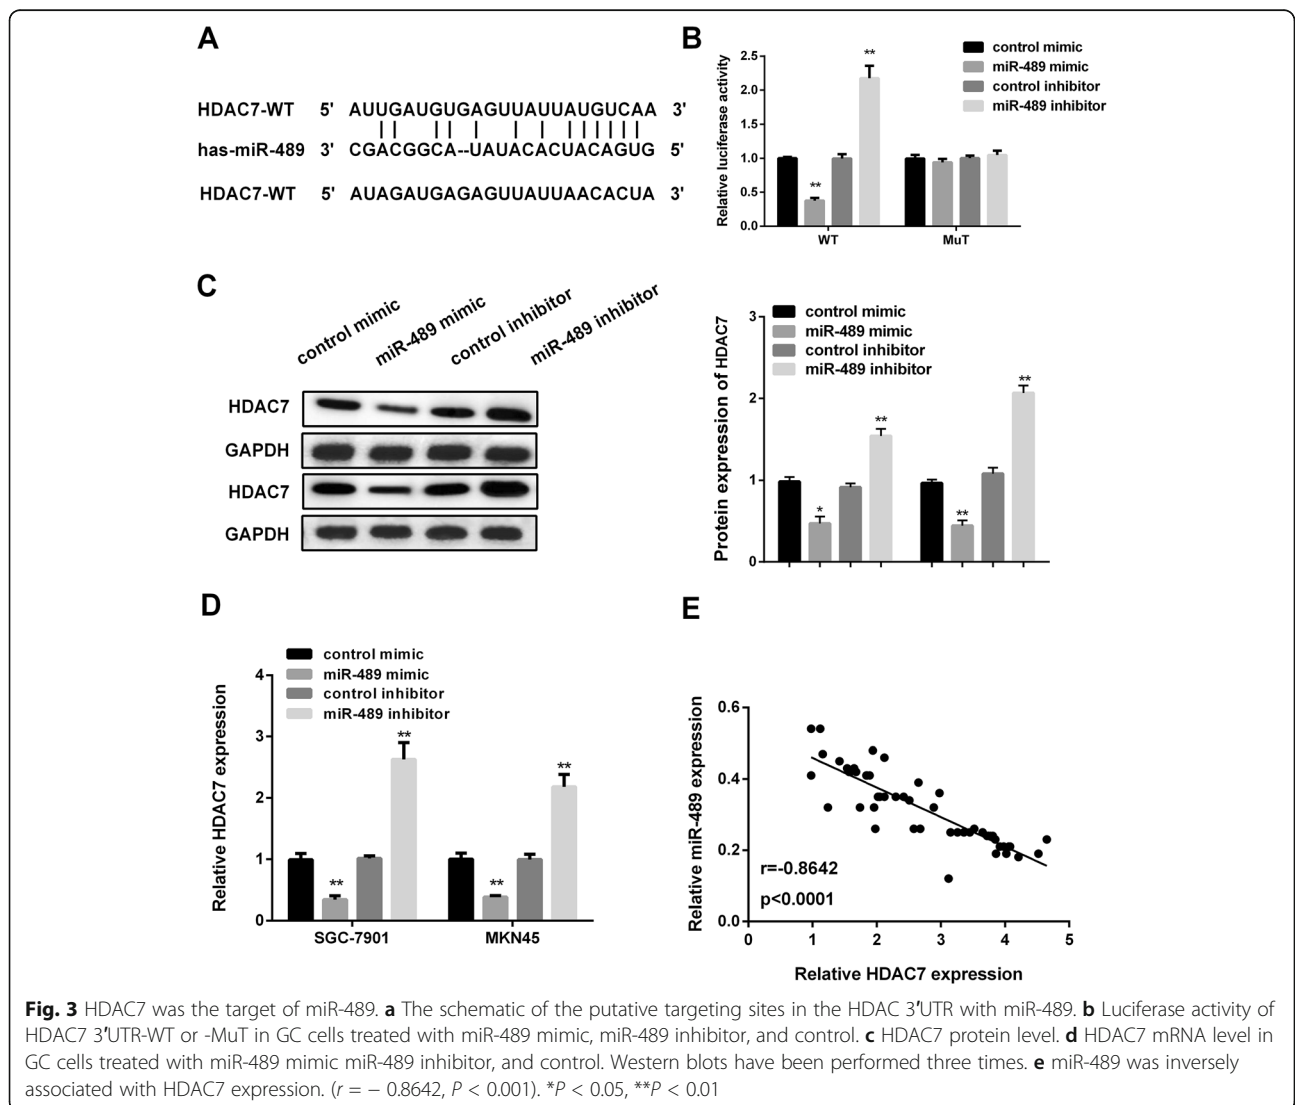 A
HDAC7-WT 5' AUUGAUGUGAGUUAUUAUGUCAA 3'
has-miR-489 3' CGACGGCA--UAUACACUACAGUG 5'
HDAC7-WT 5' AUAGAUGAGAGUUAUUAACACUA 3'
B
control mimic
miR-489 mimic
control inhibitor
miR-489 inhibitor
Relative luciferase activity
2.5
2.0
1.5
1.0
0.5
0.0
**
**
WT MuT
C
control mimic
miR-489 mimic
control inhibitor
miR-489 inhibitor
HDAC7
GAPDH
HDAC7
GAPDH
control mimic
miR-489 mimic
control inhibitor
miR-489 inhibitor
Protein expression of HDAC7
3
2
1
0
*
**
**
**
D
control mimic
miR-489 mimic
control inhibitor
miR-489 inhibitor
Relative HDAC7 expression
4
3
2
1
0
**
**
**
**
SGC-7901 MKN45
E
Relative miR-489 expression
0.6
0.4
0.2
0.0
r=-0.8642
p<0.0001
0 1 2 3 4 5
Relative HDAC7 expression
Fig. 3 HDAC7 was the target of miR-489. a The schematic of the putative targeting sites in the HDAC 3′UTR with miR-489. b Luciferase activity of
HDAC7 3′UTR-WT or -MuT in GC cells treated with miR-489 mimic, miR-489 inhibitor, and control. c HDAC7 protein level. d HDAC7 mRNA level in
GC cells treated with miR-489 mimic miR-489 inhibitor, and control. Western blots have been performed three times. e miR-489 was inversely
associated with HDAC7 expression. (r = − 0.8642, P < 0.001). *P < 0.05, **P < 0.01